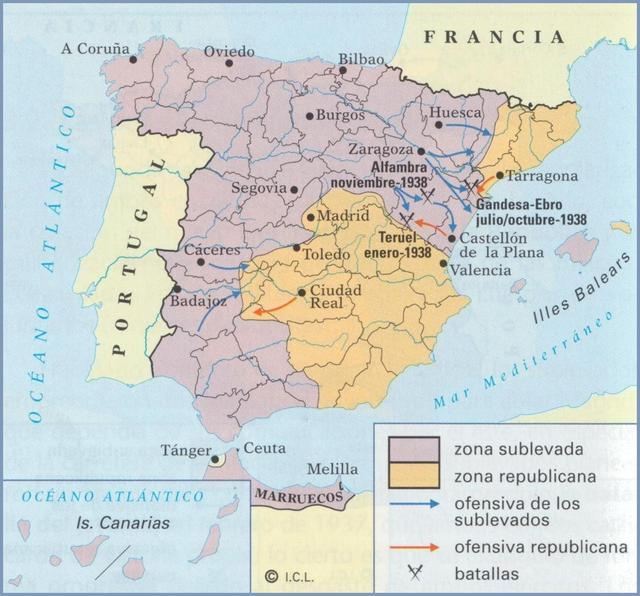 FRANCIA
A Coruña
Oviedo
Bilbao
Burgos
Huesca
Zaragoza
Alfambra
noviembre-1938
Tarragona
Gandesa-Ebro
julio/octubre-1938
Segovia
Madrid
Teruel
enero-1938
Castellón
de la Plana
Valencia
Cáceres
Toledo
Badajoz
Ciudad
Real
PORTUGAL
OCÉANO ATLÁNTICO
Illes Balears
Mar Mediterráneo
Tánger
Ceuta
Melilla
MARRUECOS
OCÉANO ATLÁNTICO
Is. Canarias
© I.C.L.
zona sublevada
zona republicana
ofensiva de los
sublevados
ofensiva republicana
batallas